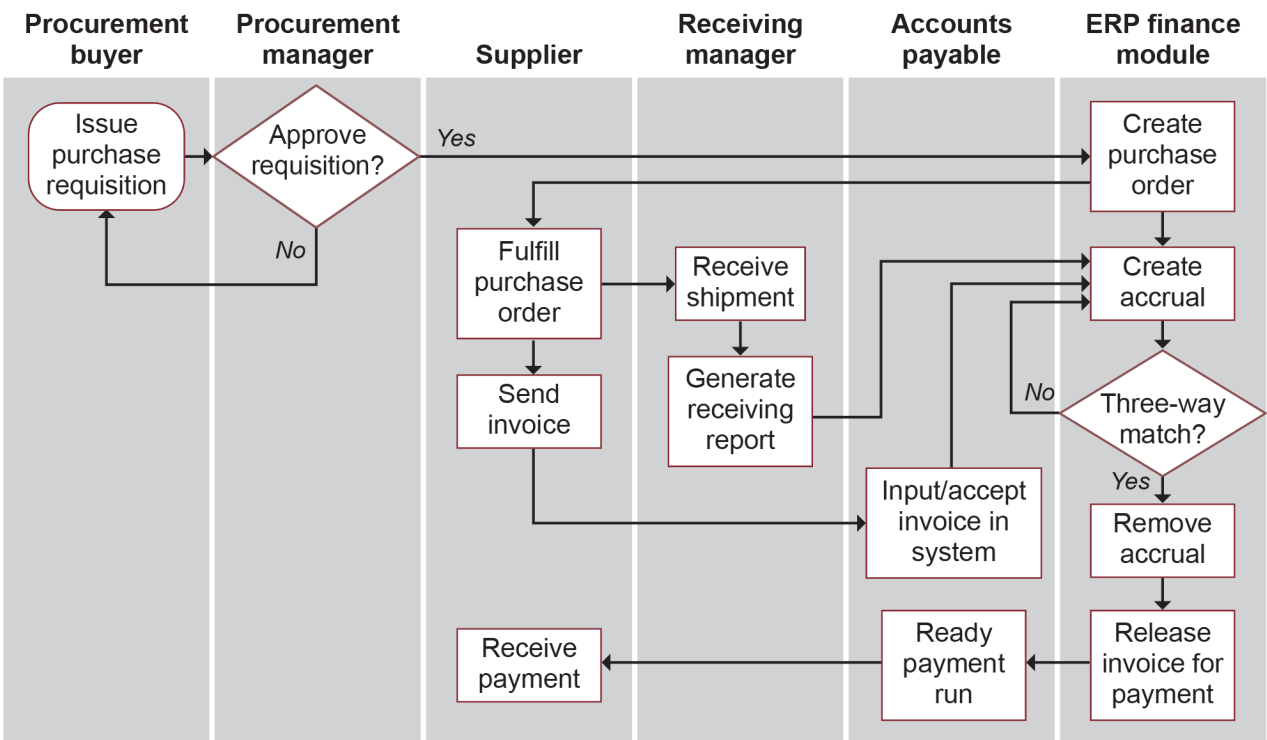 Procurement
buyer
Procurement
manager
Supplier
Receiving
manager
Accounts
payable
ERP finance
module
Issue
purchase
requisition
Approve
requisition?
Yes
No
Create
purchase
order
Fulfill
purchase
order
Receive
shipment
Create
accrual
Send
invoice
Generate
receiving
report
No
Three-way
match?
Yes
Input/accept
invoice in
system
Remove
accrual
Receive
payment
Ready
payment
run
Release
invoice for
payment